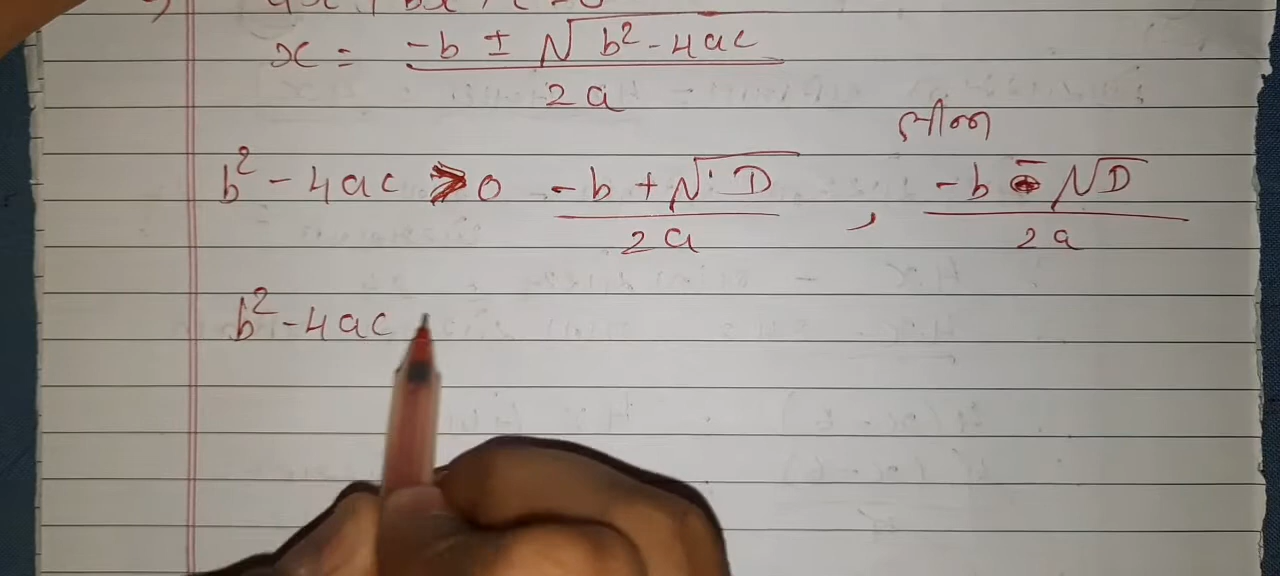 x = (-b ± √(b² - 4ac)) / 2a
b² - 4ac > 0 (-b + √D) / 2a , (-b - √D) / 2a
b² - 4ac